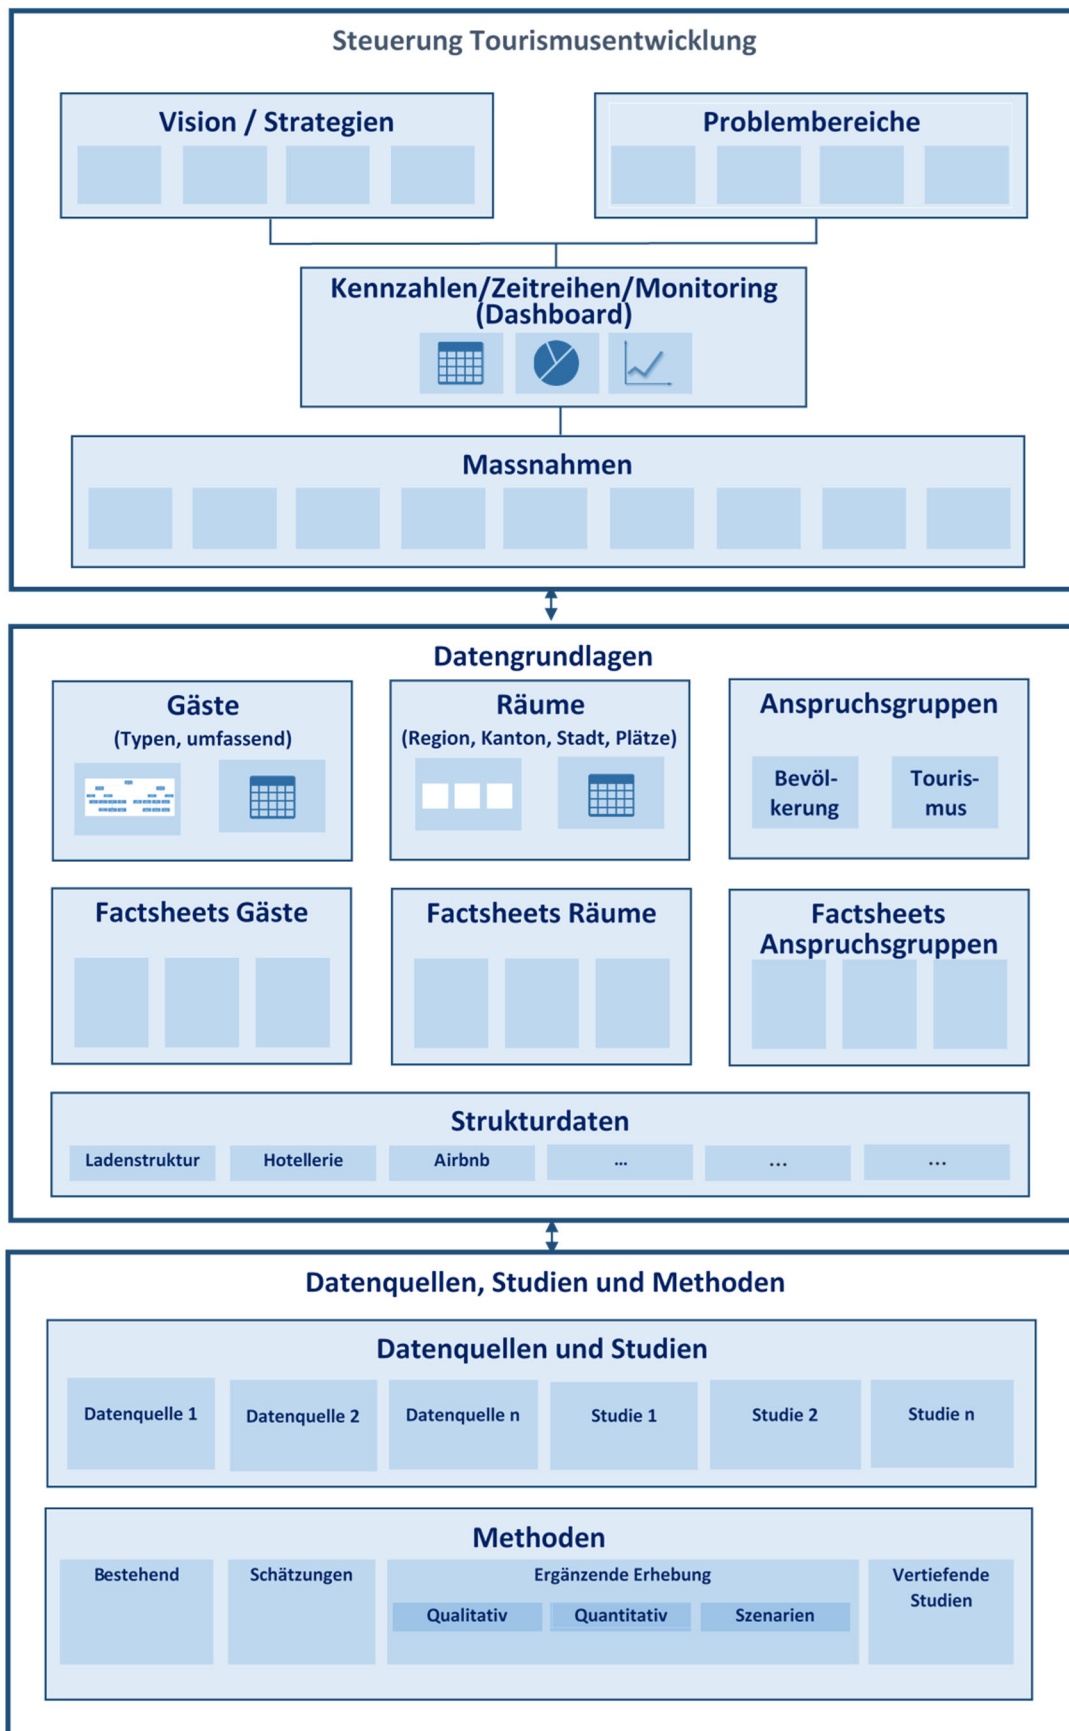 Steuerung Tourismusentwicklung
Vision / Strategien
Problembereiche
Kennzahlen/Zeitreihen/Monitoring
(Dashboard)
Massnahmen
Datengrundlagen
Gäste
(Typen, umfassend)
Räume
(Region, Kanton, Stadt, Plätze)
Anspruchsgruppen
Bevöl-
kerung
Touris-
mus
Factsheets Gäste
Factsheets Räume
Factsheets
Anspruchsgruppen
Strukturdaten
Ladenstruktur
Hotellerie
Airbnb
...
...
...
Datenquellen, Studien und Methoden
Datenquellen und Studien
Datenquelle 1
Datenquelle 2
Datenquelle n
Studie 1
Studie 2
Studie n
Methoden
Bestehend
Schätzungen
Ergänzende Erhebung
Qualitativ
Quantitativ
Szenarien
Vertiefende
Studien